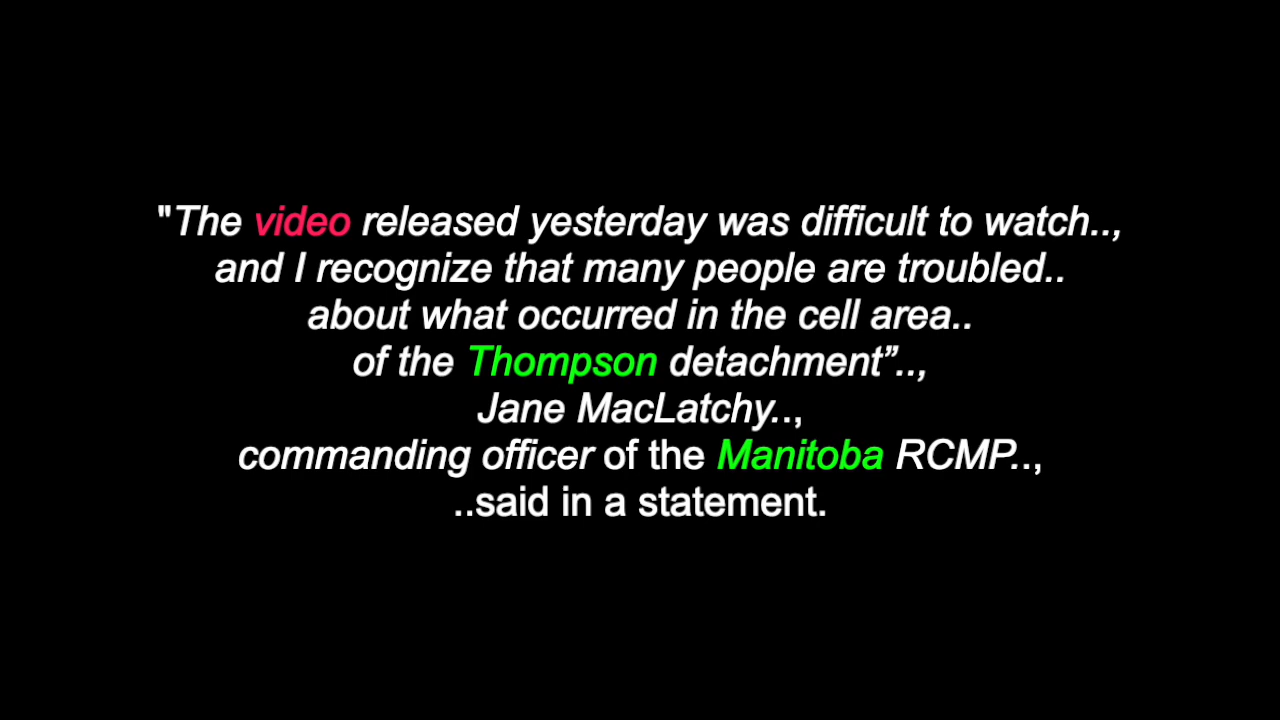 "The video released yesterday was difficult to watch..,
and I recognize that many people are troubled..
about what occurred in the cell area..
of the Thompson detachment”..,
Jane MacLatchy..,
commanding officer of the Manitoba RCMP..,
..said in a statement.